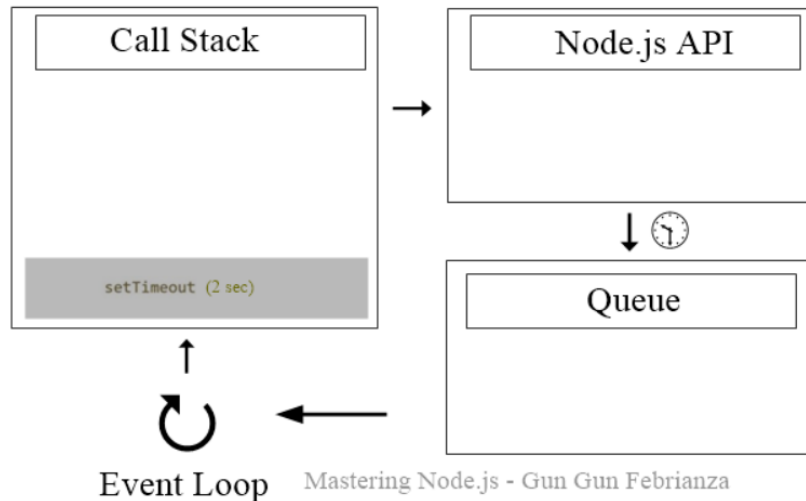 Call Stack
Node.js API
setTimeout (2 sec)
Queue
Event Loop
Mastering Node.js - Gun Gun Febrianza